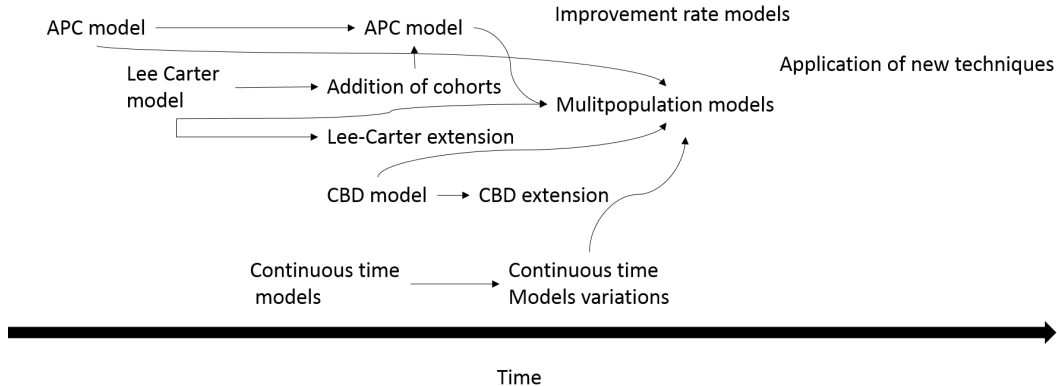 Improvement rate models
APC model
APC model
Application of new techniques
Lee Carter
model
Addition of cohorts
Mulitpopulation models
Lee-Carter extension
CBD model
CBD extension
Continuous time
models
Continuous time
Models variations
Time